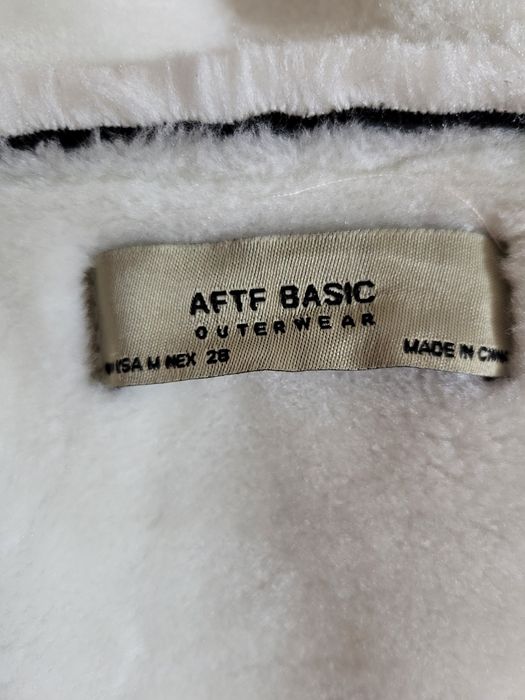 AFTF BASIC
OUTERWEAR
USA M MEX 28 MADE IN